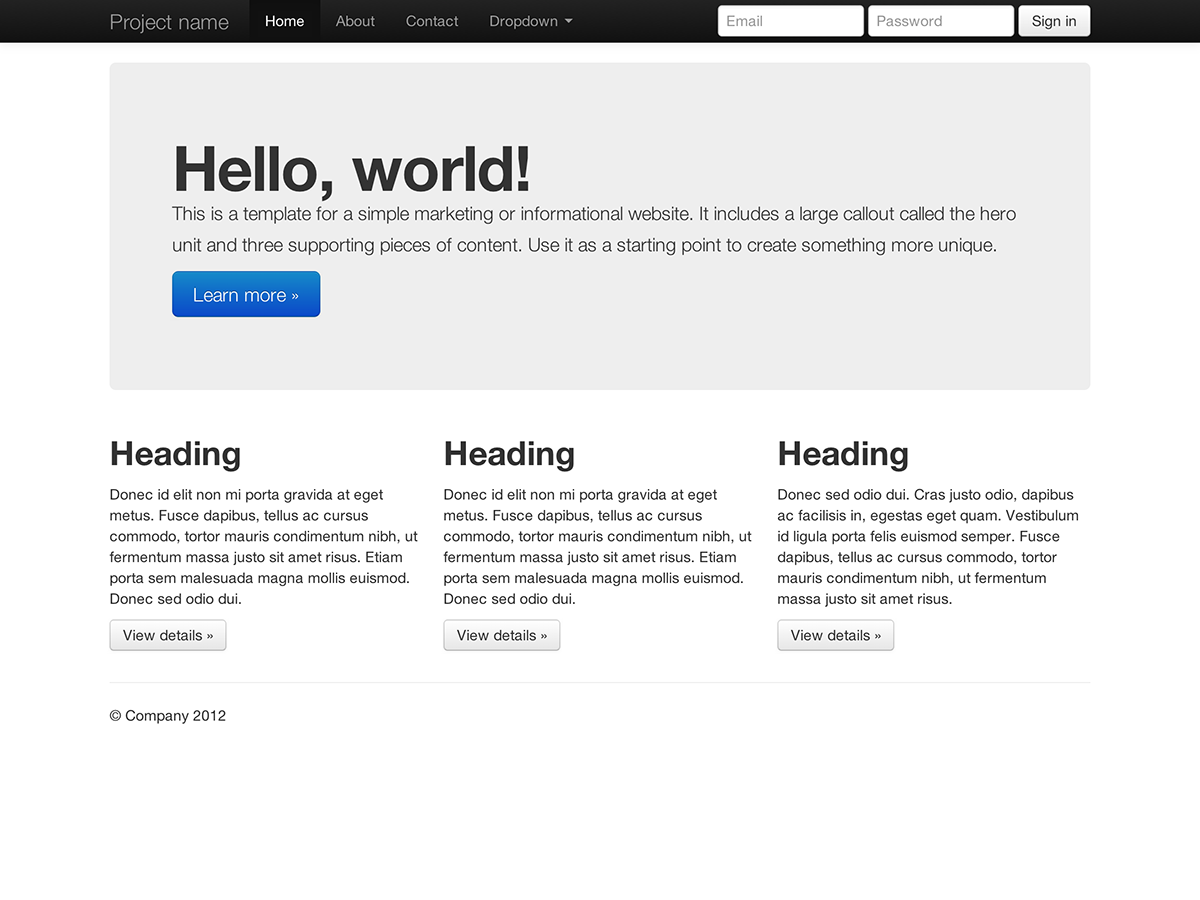 Project name Home About Contact Dropdown Email Password Sign in
Hello, world!
This is a template for a simple marketing or informational website. It includes a large callout called the hero
unit and three supporting pieces of content. Use it as a starting point to create something more unique.
Learn more »
Heading
Donec id elit non mi porta gravida at eget
metus. Fusce dapibus, tellus ac cursus
commodo, tortor mauris condimentum nibh, ut
fermentum massa justo sit amet risus. Etiam
porta sem malesuada magna mollis euismod.
Donec sed odio dui.
View details »
Heading
Donec id elit non mi porta gravida at eget
metus. Fusce dapibus, tellus ac cursus
commodo, tortor mauris condimentum nibh, ut
fermentum massa justo sit amet risus. Etiam
porta sem malesuada magna mollis euismod.
Donec sed odio dui.
View details »
Heading
Donec sed odio dui. Cras justo odio, dapibus
ac facilisis in, egestas eget quam. Vestibulum
id ligula porta felis euismod semper. Fusce
dapibus, tellus ac cursus commodo, tortor
mauris condimentum nibh, ut fermentum
massa justo sit amet risus.
View details »
© Company 2012